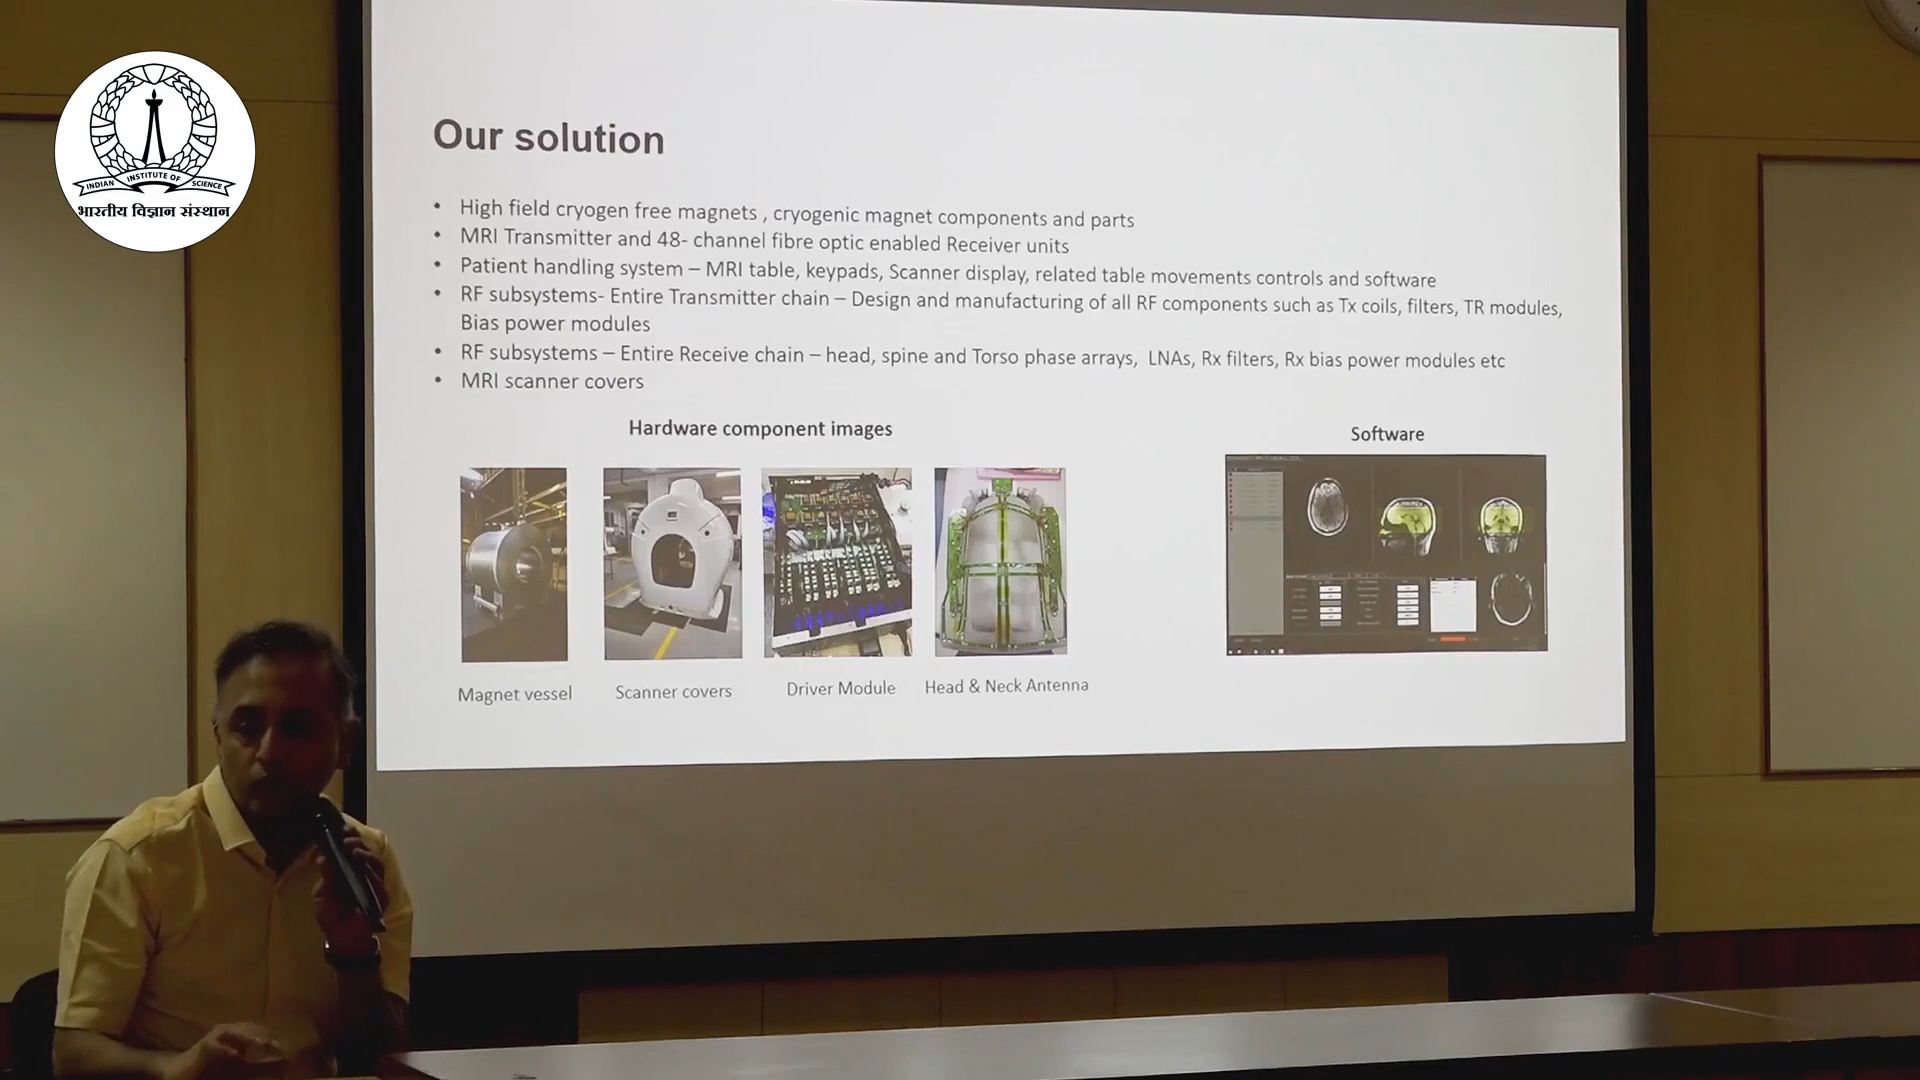 INDIAN INSTITUTE OF SCIENCE
भारतीय विज्ञान संस्थान
Our solution
• High field cryogen free magnets , cryogenic magnet components and parts
• MRI Transmitter and 48- channel fibre optic enabled Receiver units
• Patient handling system – MRI table, keypads, Scanner display, related table movements controls and software
• RF subsystems- Entire Transmitter chain – Design and manufacturing of all RF components such as Tx coils, filters, TR modules,
Bias power modules
• RF subsystems – Entire Receive chain – head, spine and Torso phase arrays, LNAs, Rx filters, Rx bias power modules etc
• MRI scanner covers
Hardware component images
Software
Magnet vessel
Scanner covers
Driver Module
Head & Neck Antenna